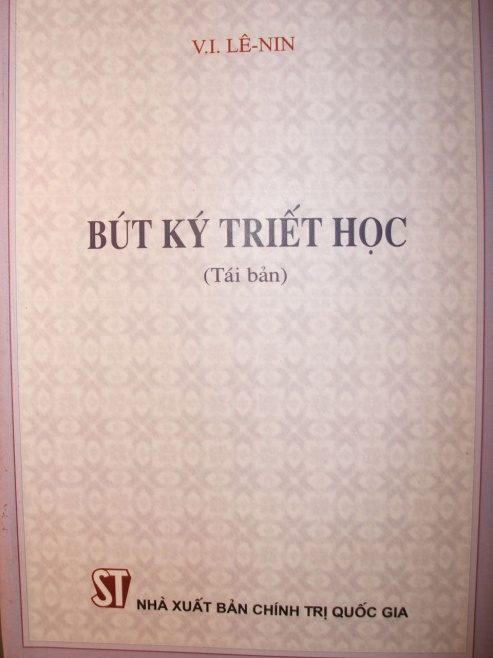 V.I. LÊ-NIN
BÚT KÝ TRIẾT HỌC
(Tái bản)
ST
NHÀ XUẤT BẢN CHÍNH TRỊ QUỐC GIA